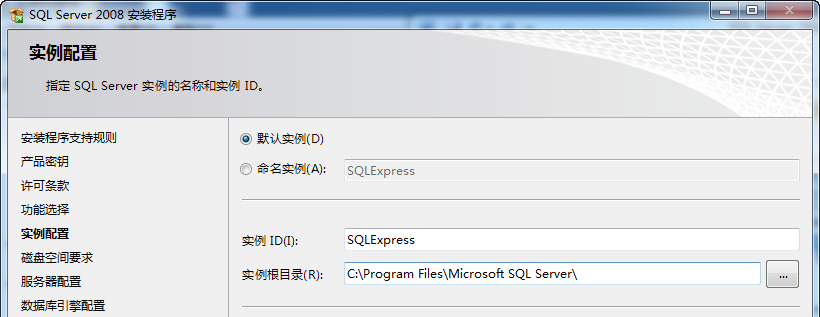 SQL Server 2008 安装程序
实例配置
指定 SQL Server 实例的名称和实例 ID。
安装程序支持规则
产品密钥
许可条款
功能选择
实例配置
磁盘空间要求
服务器配置
数据库引擎配置
默认实例(D)
命名实例(A): SQLExpress
实例 ID(I): SQLExpress
实例根目录(R): C:\Program Files\Microsoft SQL Server\ ...